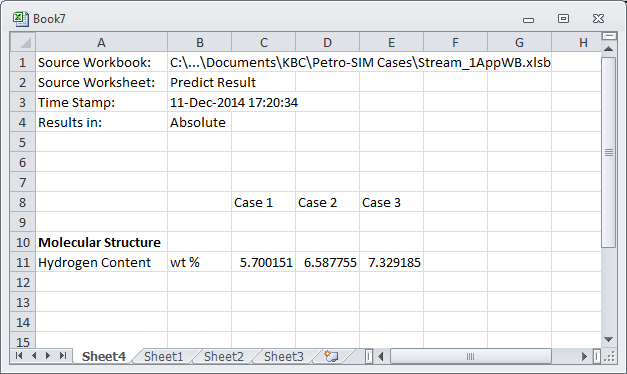 Book7
A B C D E F G H
1 Source Workbook: C:\...\Documents\KBC\Petro-SIM Cases\Stream_1AppWB.xlsb
2 Source Worksheet: Predict Result
3 Time Stamp: 11-Dec-2014 17:20:34
4 Results in: Absolute
5
6
7
8 Case 1 Case 2 Case 3
9
10 Molecular Structure
11 Hydrogen Content wt % 5.700151 6.587755 7.329185
12
13
14
15
Sheet4 Sheet1 Sheet2 Sheet3